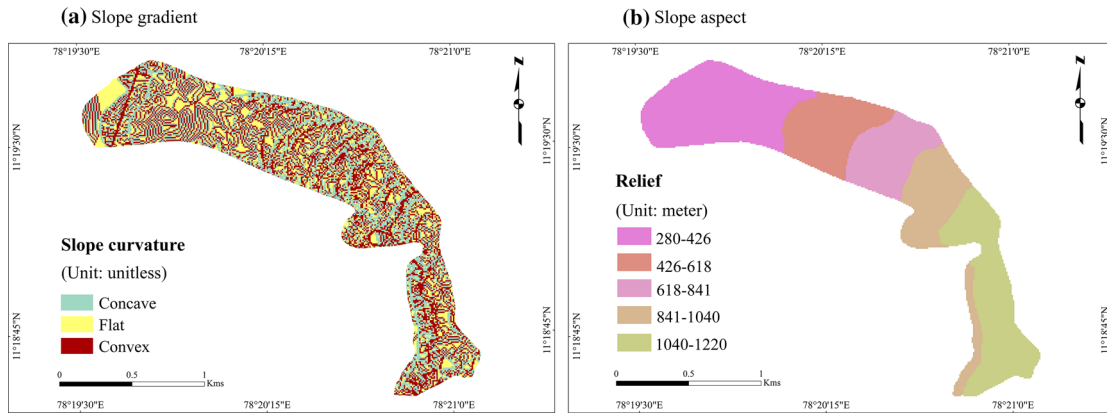 (a) Slope gradient
78°19'30"E 78°20'15"E 78°21'0"E
N
11°19'30"N
11°19'30"N
Slope curvature
(Unit: unitless)
Concave
Flat
Convex
11°18'45"N
11°18'45"N
0 0.5 1
Kms
78°19'30"E 78°20'15"E 78°21'0"E
(b) Slope aspect
78°19'30"E 78°20'15"E 78°21'0"E
N
11°19'30"N
11°19'30"N
Relief
(Unit: meter)
280-426
426-618
618-841
841-1040
1040-1220
11°18'45"N
11°18'45"N
0 0.5 1
Kms
78°19'30"E 78°20'15"E 78°21'0"E